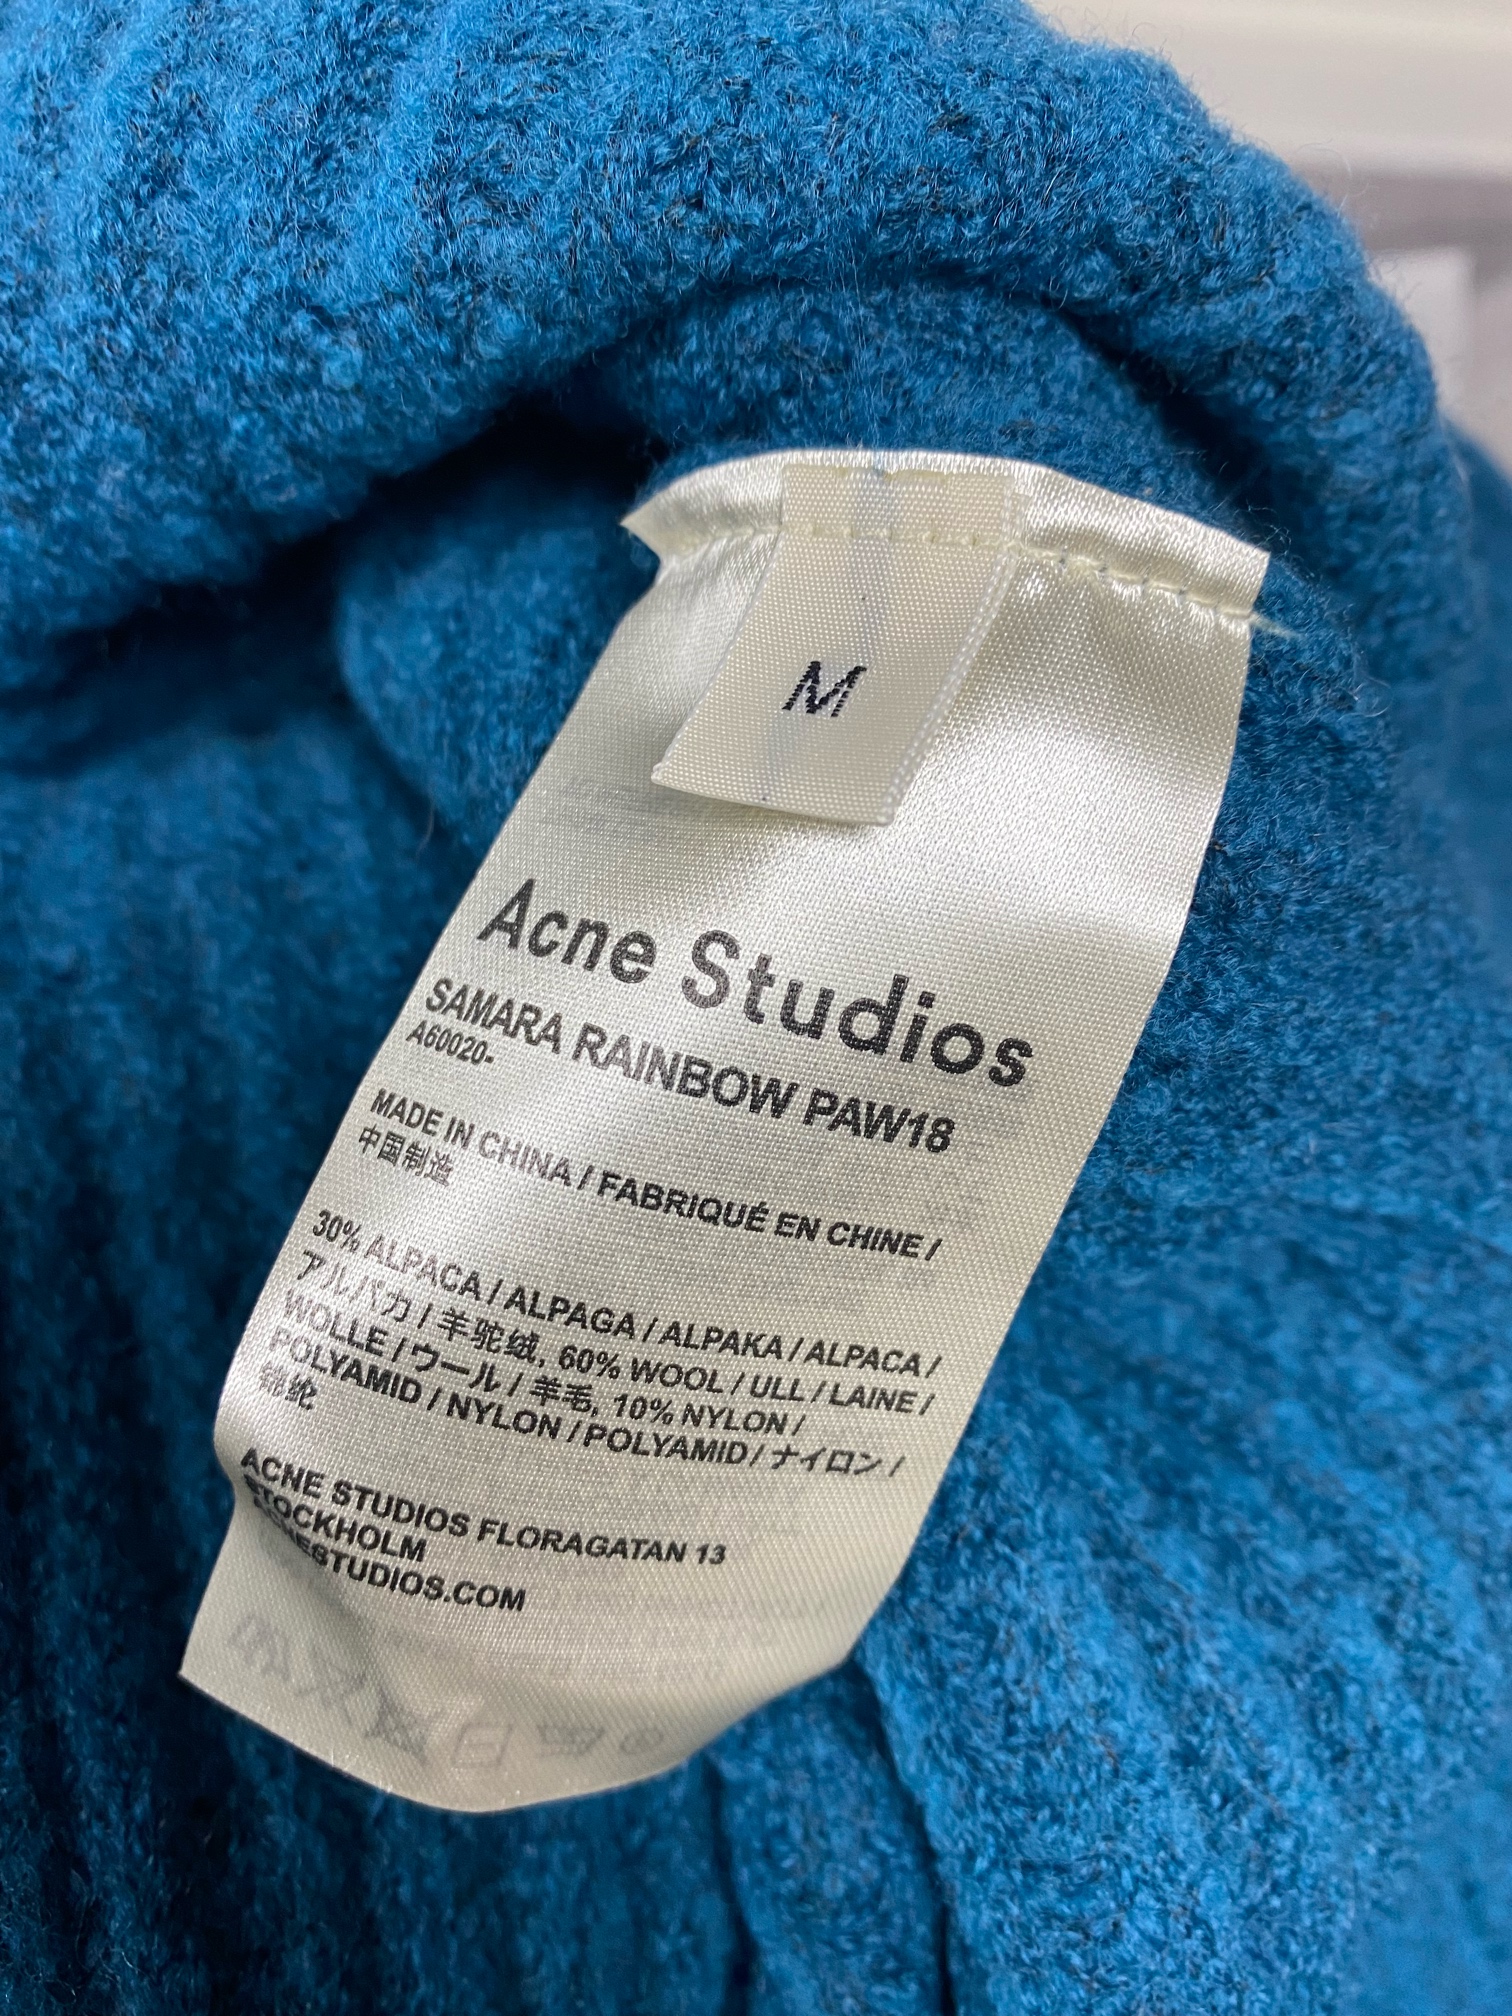 M
Acne Studios
SAMARA RAINBOW PAW18
A60020-
MADE IN CHINA / FABRIQUÉ EN CHINE /
中国制造
30% ALPACA / ALPAGA / ALPAKA / ALPACA /
アルパカ / 羊驼绒, 60% WOOL / ULL / LAINE /
WOLLE / ウール / 羊毛, 10% NYLON /
POLYAMID / NYLON / POLYAMID / ナイロン /
锦纶
ACNE STUDIOS FLORAGATAN 13
STOCKHOLM
ACNESTUDIOS.COM